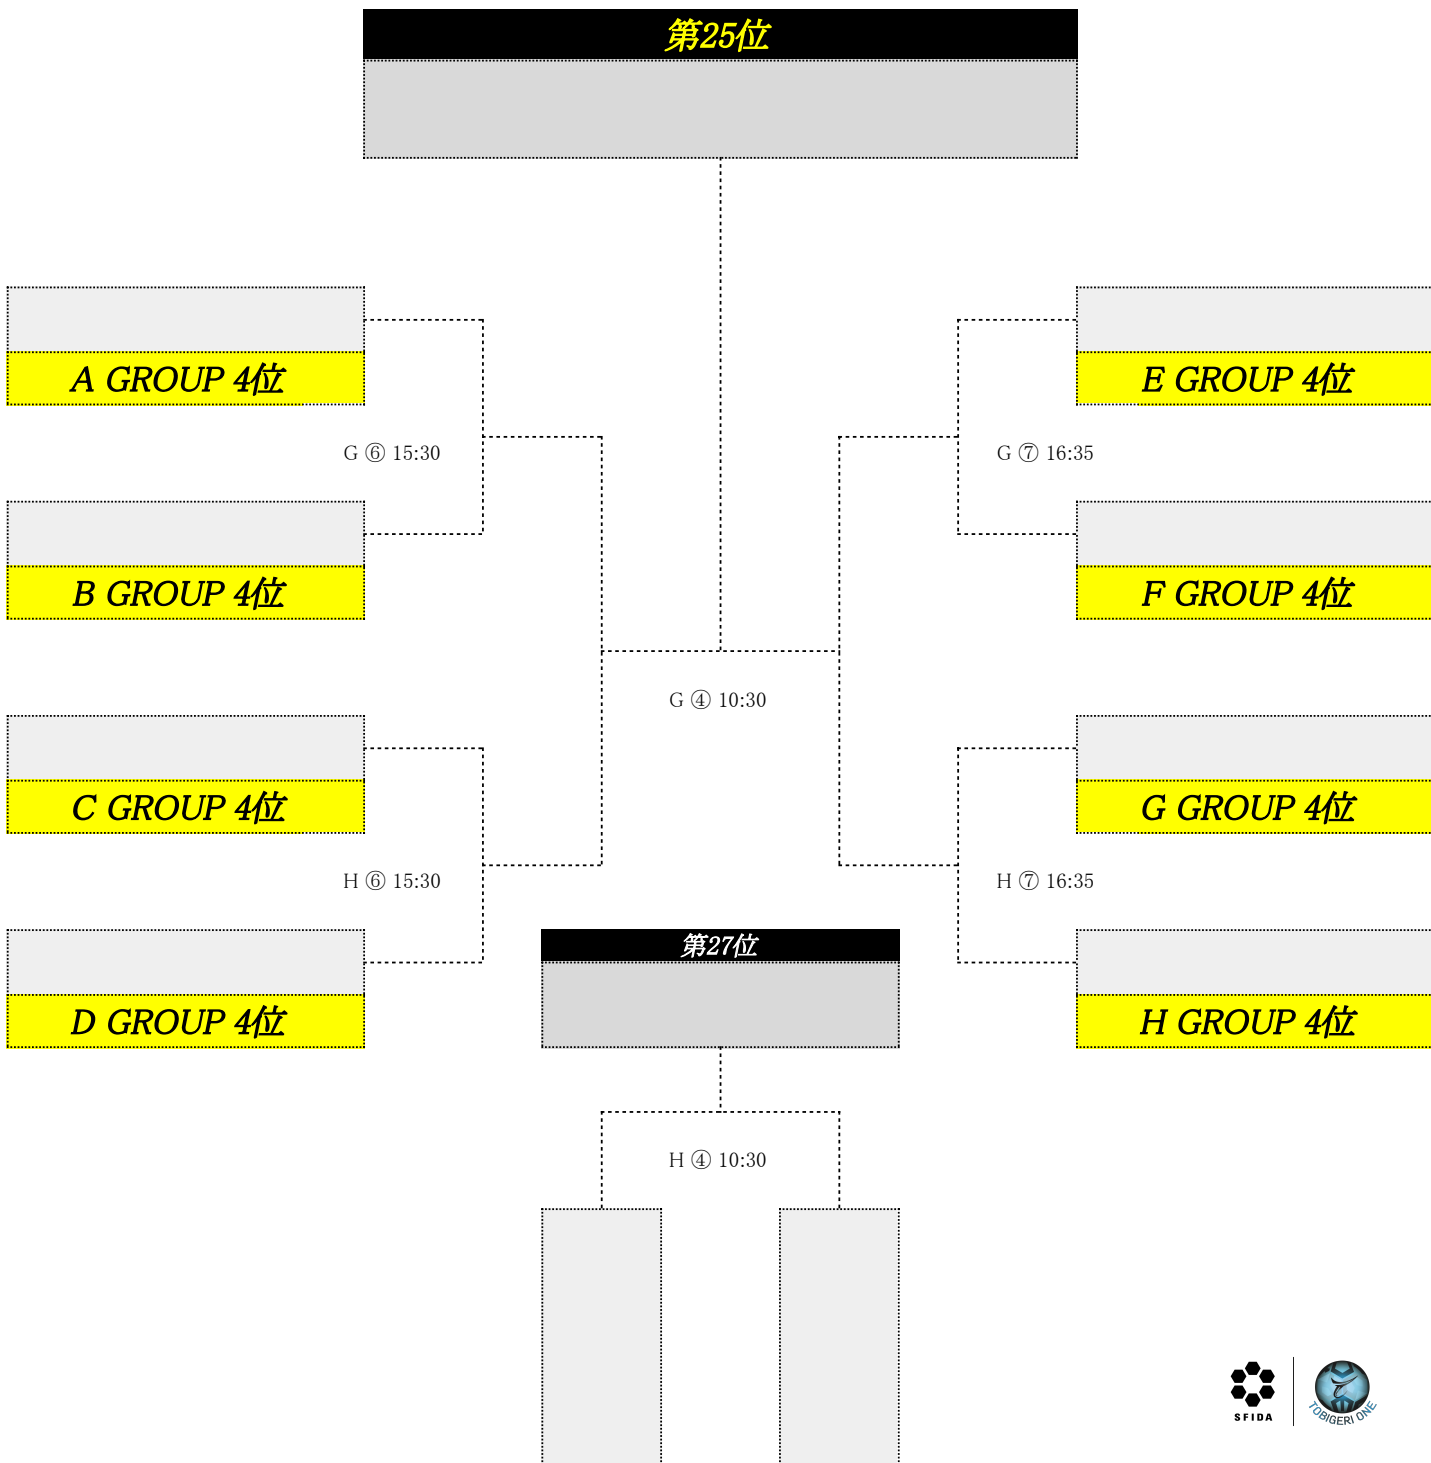 第25位
A GROUP 4位
E GROUP 4位
G ⑥ 15:30
G ⑦ 16:35
B GROUP 4位
F GROUP 4位
G ④ 10:30
C GROUP 4位
G GROUP 4位
H ⑥ 15:30
H ⑦ 16:35
第27位
D GROUP 4位
H GROUP 4位
H ④ 10:30
SFIDA
TOBIGERI ONE